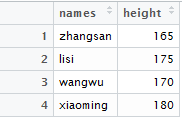 names height
1 zhangsan 165
2 lisi 175
3 wangwu 170
4 xiaoming 180